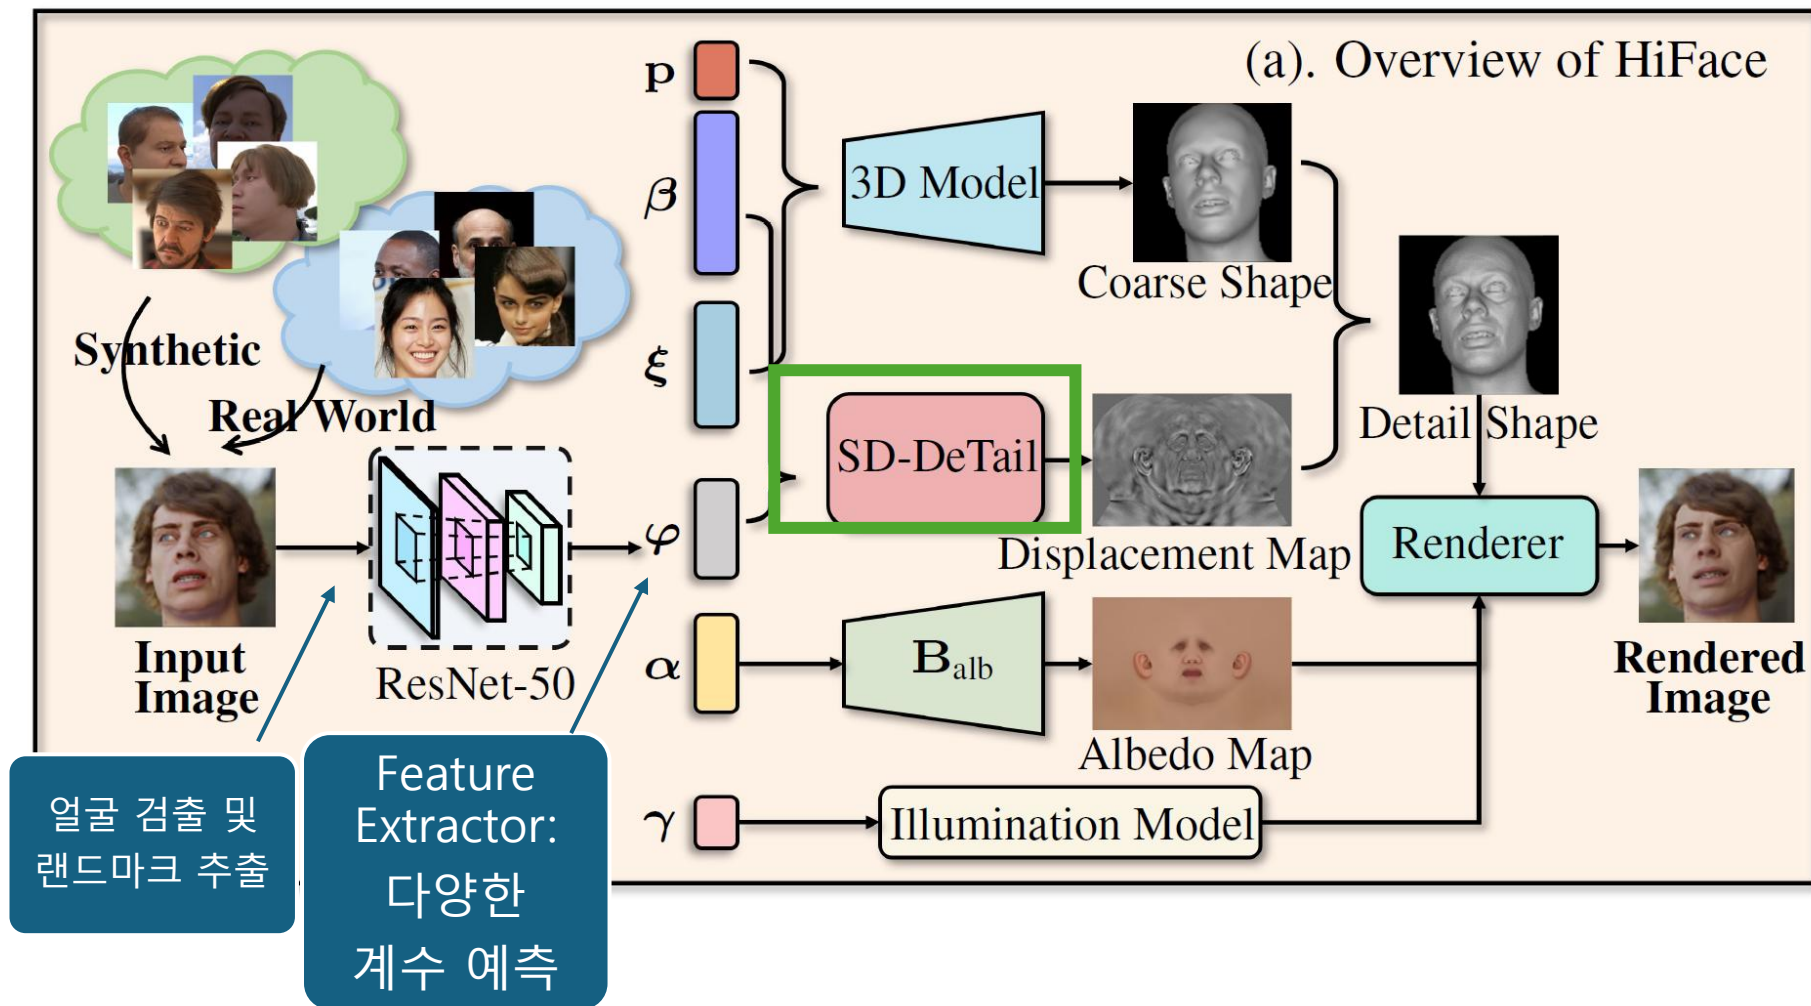 (a). Overview of HiFace
Synthetic
Real World
Input
Image
ResNet-50
p
β
ξ
φ
α
γ
3D Model
Coarse Shape
SD-DeTail
Displacement Map
Detail Shape
B_alb
Albedo Map
Illumination Model
Renderer
Rendered
Image
얼굴 검출 및
랜드마크 추출
Feature
Extractor:
다양한
계수 예측